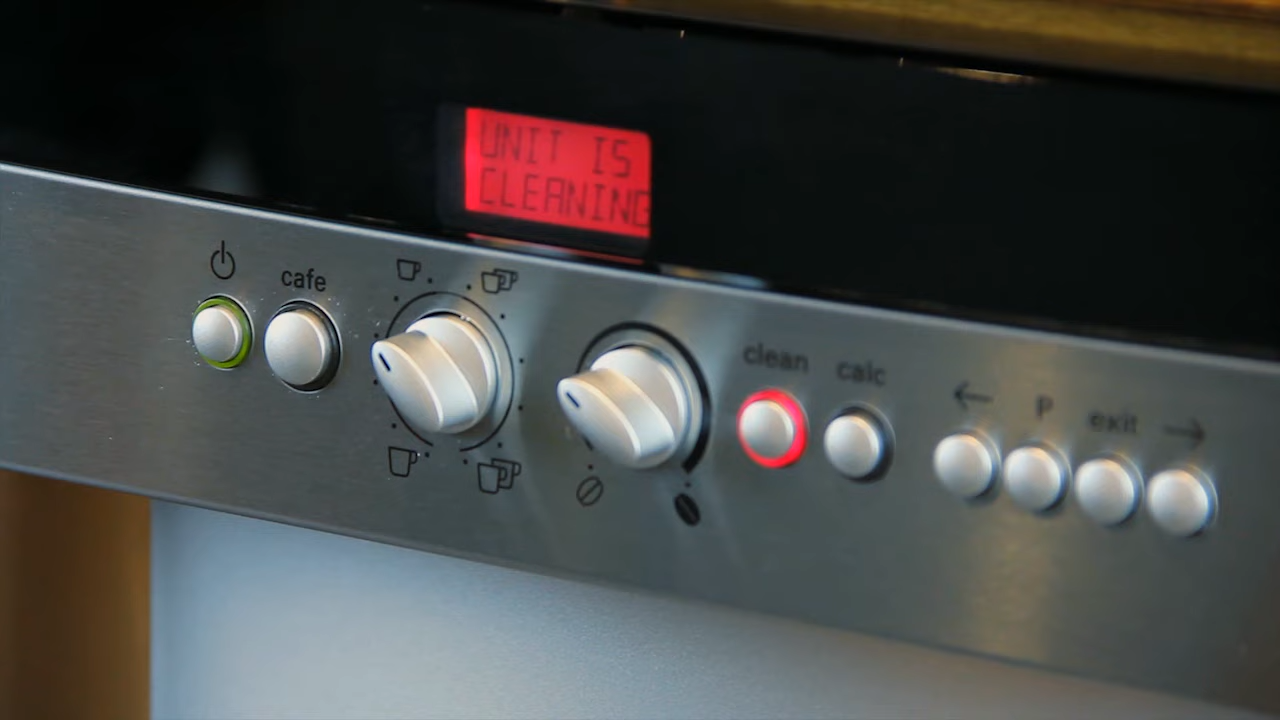 UNIT IS
CLEANING
cafe
clean
calc
← P exit →